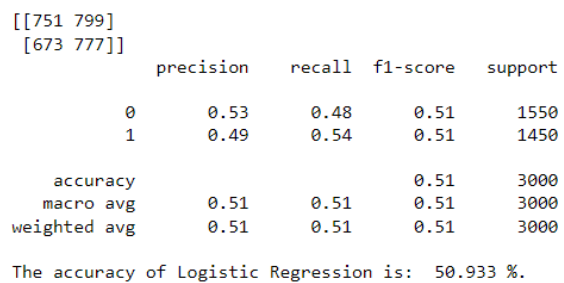 [[751 799]
 [673 777]]
              precision    recall  f1-score   support

           0       0.53      0.48      0.51      1550
           1       0.49      0.54      0.51      1450

    accuracy                           0.51      3000
   macro avg       0.51      0.51      0.51      3000
weighted avg       0.51      0.51      0.51      3000

The accuracy of Logistic Regression is:  50.933 %.